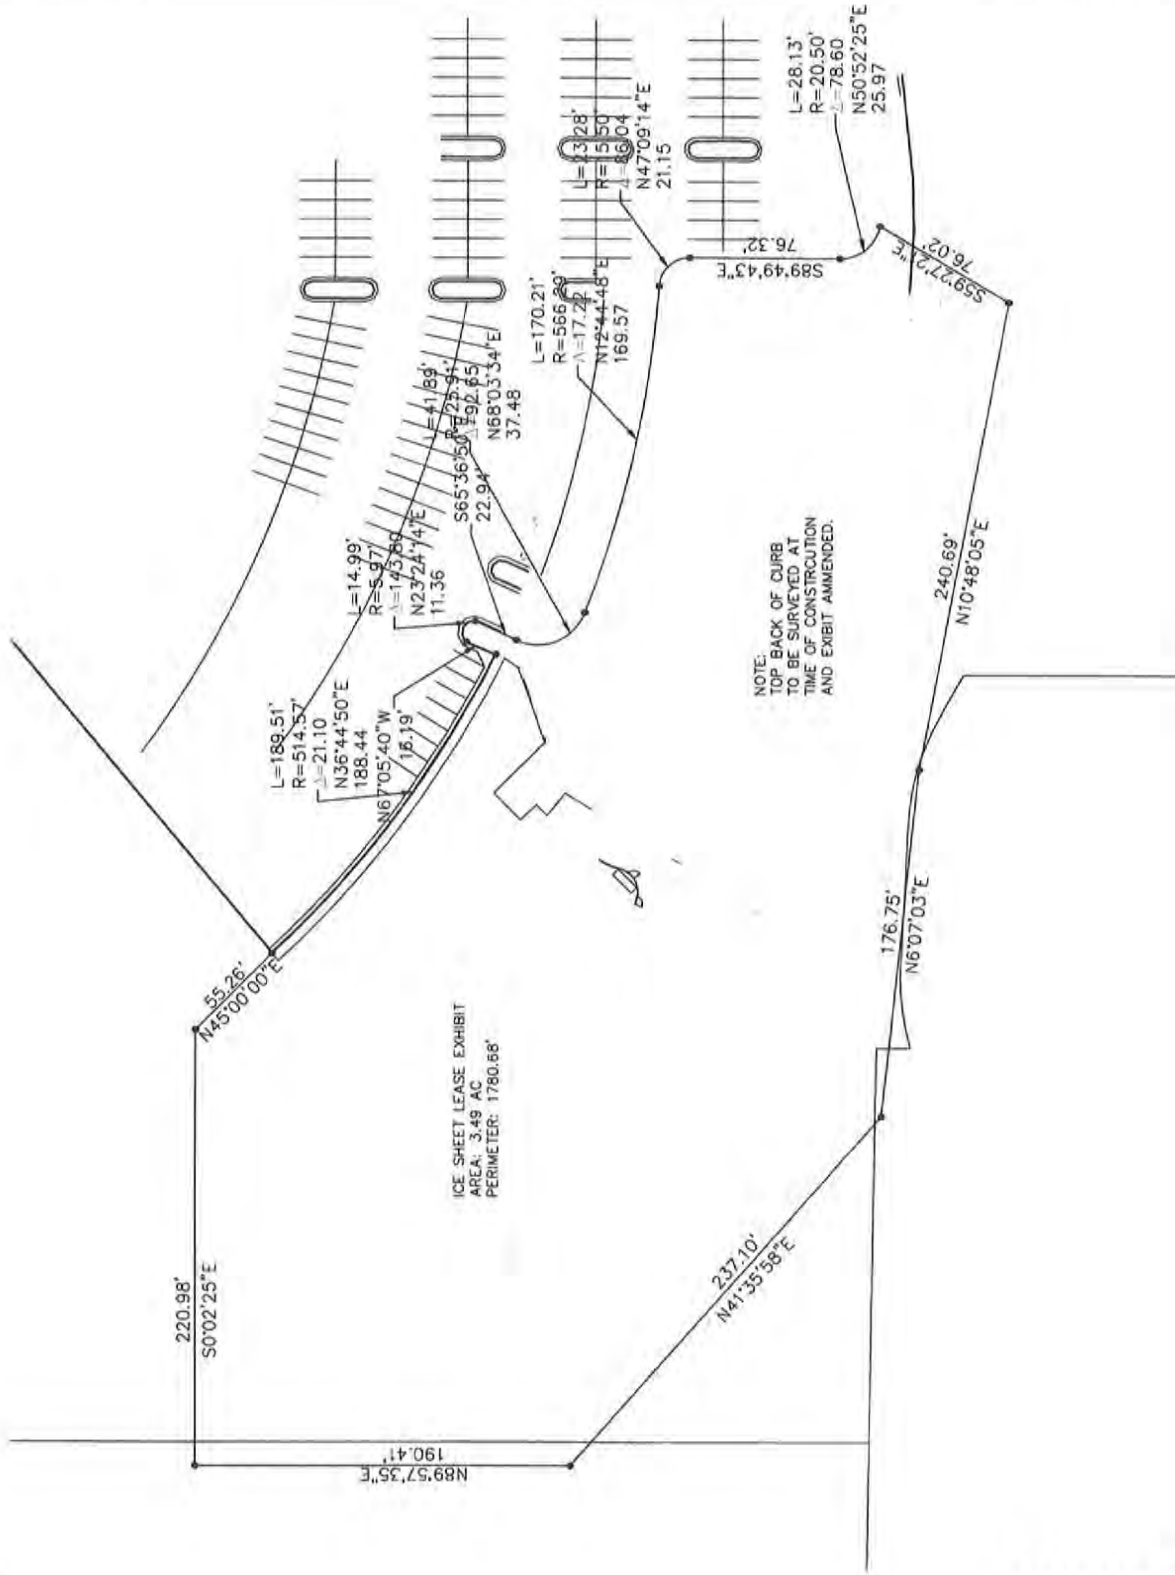 L=28.13'
R=20.50'
Δ=78.60
N50°52'25"E
25.97
L=23.28'
R=15.50'
Δ=86.04
N47°09'14"E
21.15
S89°49'43"E
76.32'
S59°27'21"E
76.02'
L=170.21'
R=566.29'
Δ=17.22
N12°44'48"E
169.57
L=41.89'
R=25.91'
Δ=92.65
N68°03'34"E
37.48
S65°36'50"E
22.94'
L=14.99'
R=5.97'
Δ=143.89
N23°24'14"E
11.36
L=189.51'
R=514.57'
Δ=21.10
N36°44'50"E
188.44
N67°05'40"W
16.19'
NOTE:
TOP BACK OF CURB
TO BE SURVEYED AT
TIME OF CONSTRCUTION
AND EXHIBIT AMMENDED.
240.69'
N10°48'05"E
176.75'
N6°07'03"E
55.26'
N45°00'00"E
ICE SHEET LEASE EXHIBIT
AREA: 3.49 AC
PERIMETER: 1780.68'
220.98'
S0°02'25"E
237.10'
N41°35'58"E
N89°57'35"E
190.41'